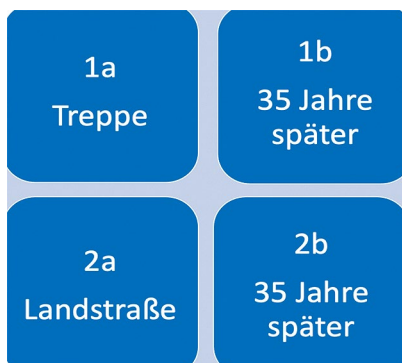 1a
Treppe
1b
35 Jahre
später
2a
Landstraße
2b
35 Jahre
später